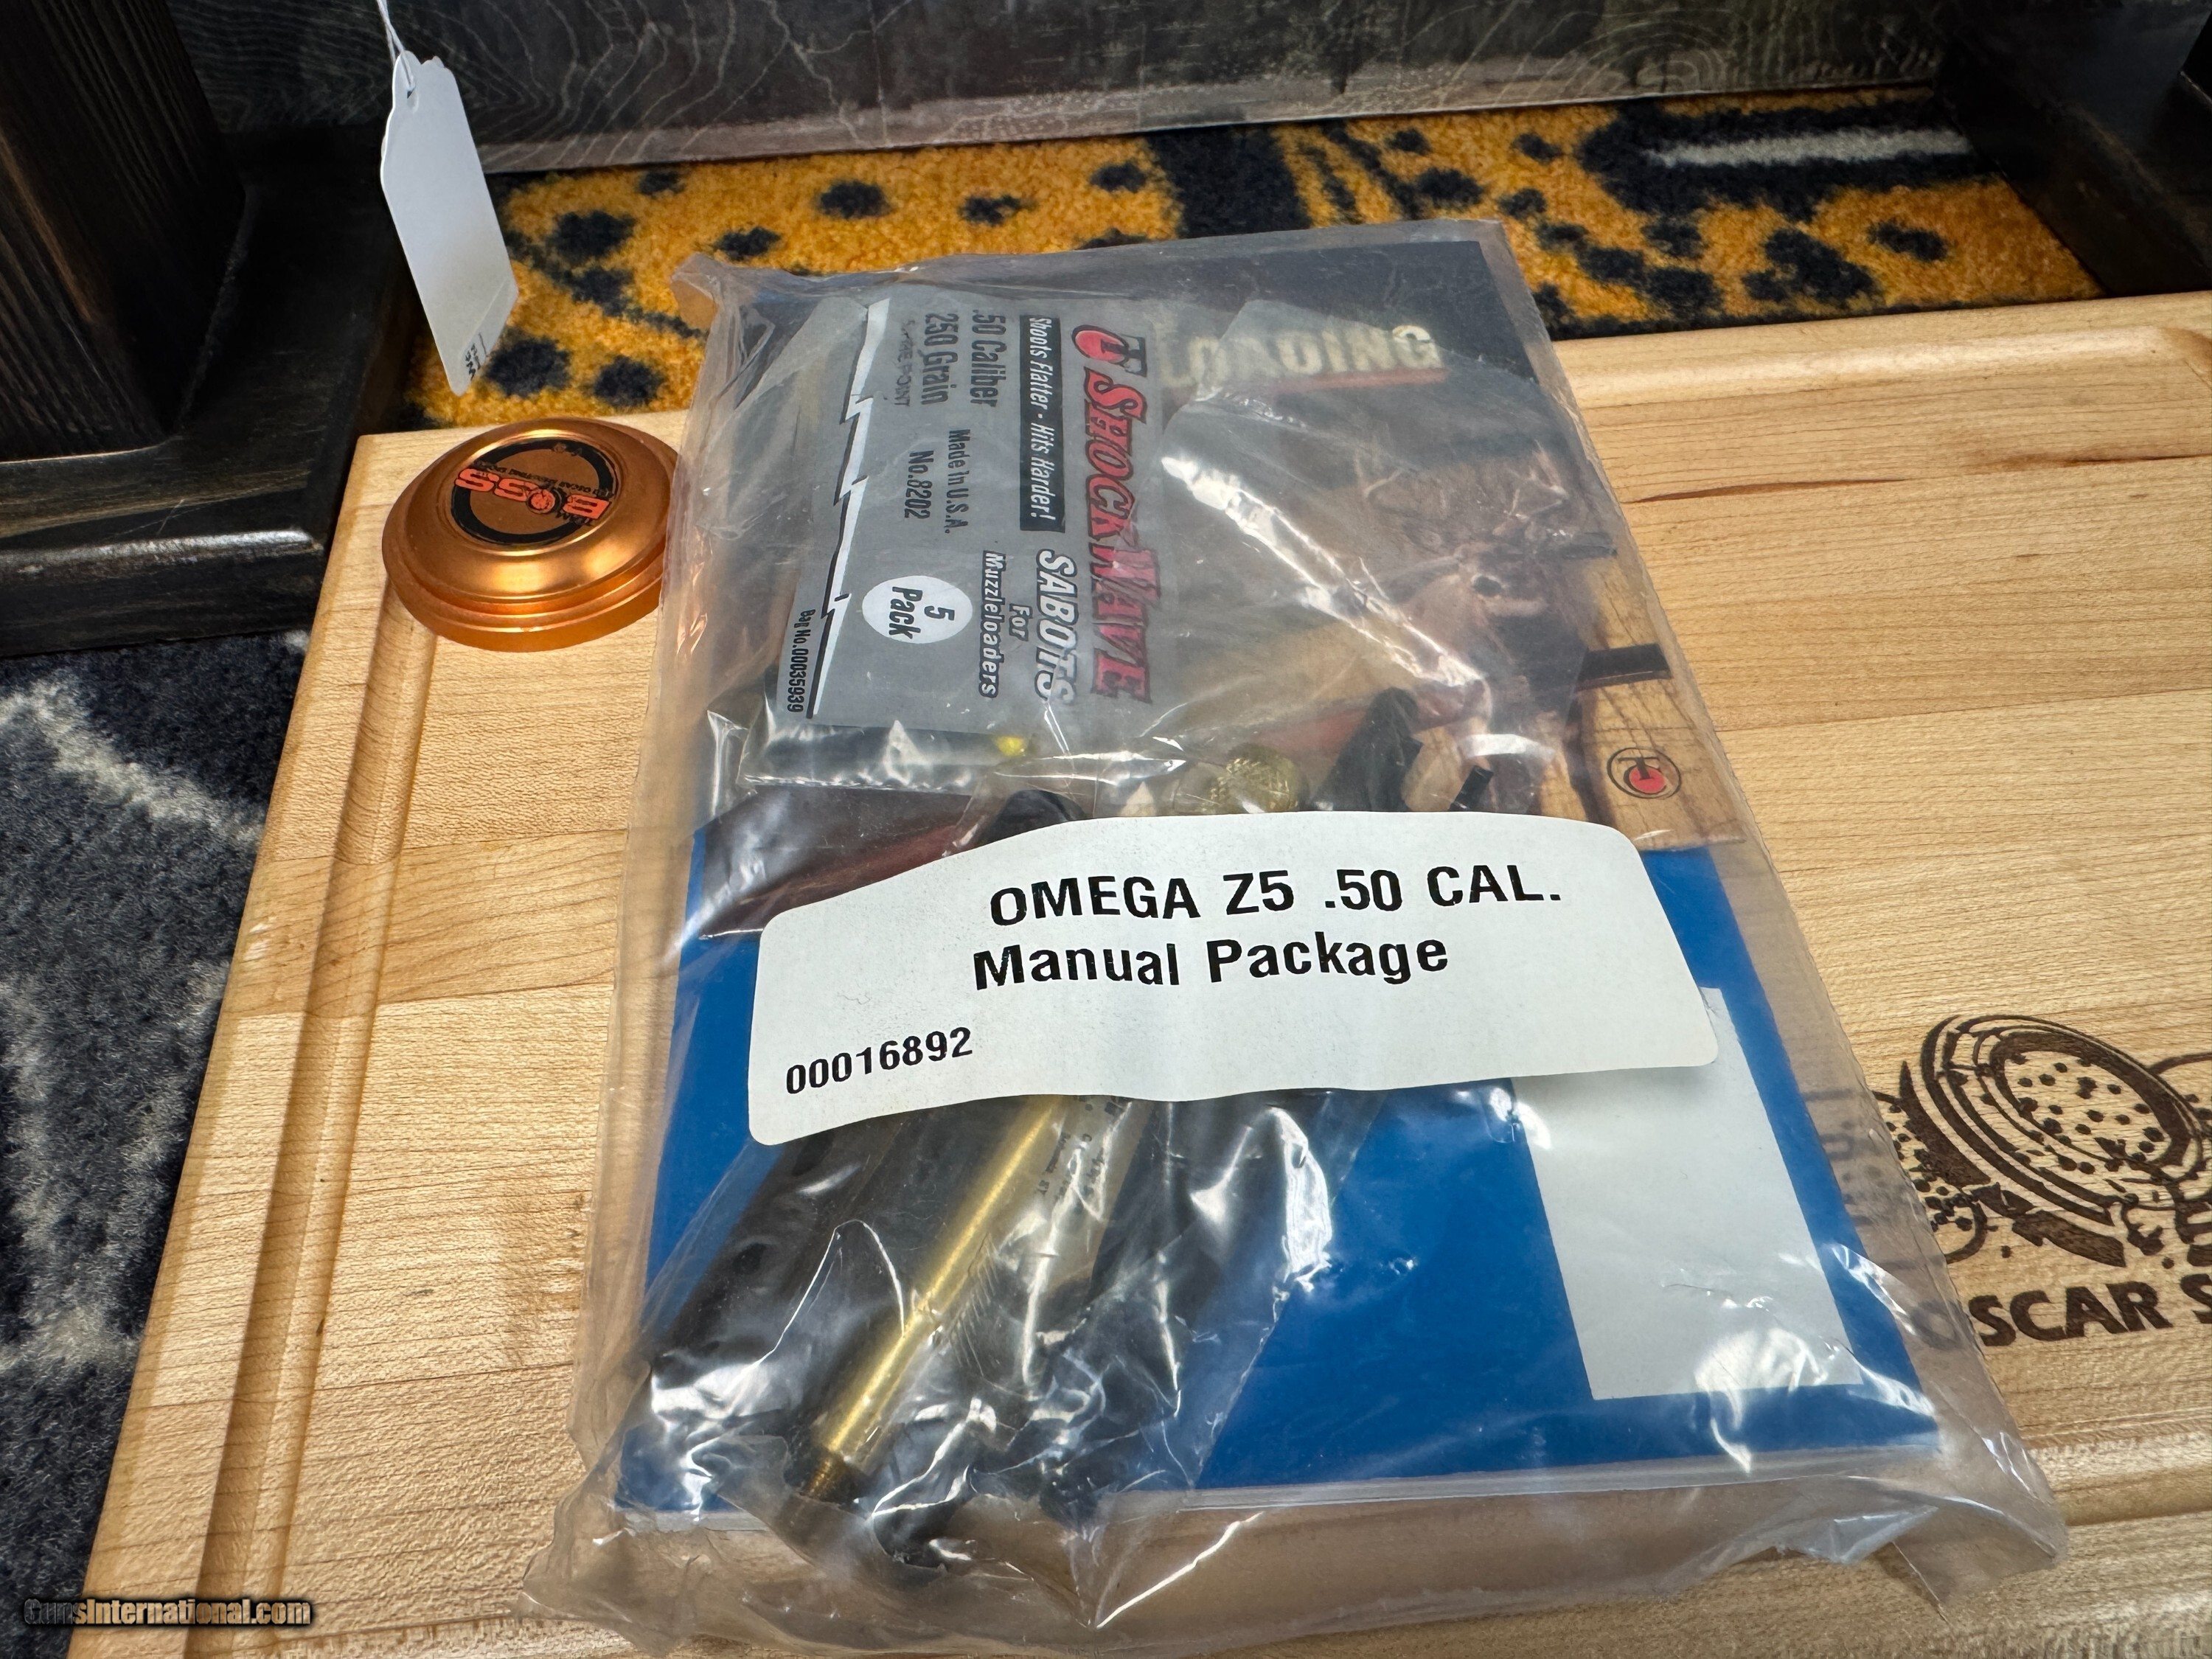 LOADING
SHOCKWAVE
SABOTS
For
Muzzleloaders
Shoots Flatter - Hits Harder!
.50 Caliber
250 Grain
Made in U.S.A.
No.8202
5
Pack
Bag No.00035939
TEAM
BOSS
OMEGA Z5 .50 CAL.
Manual Package
00016892
OSCAR S
GunsInternational.com